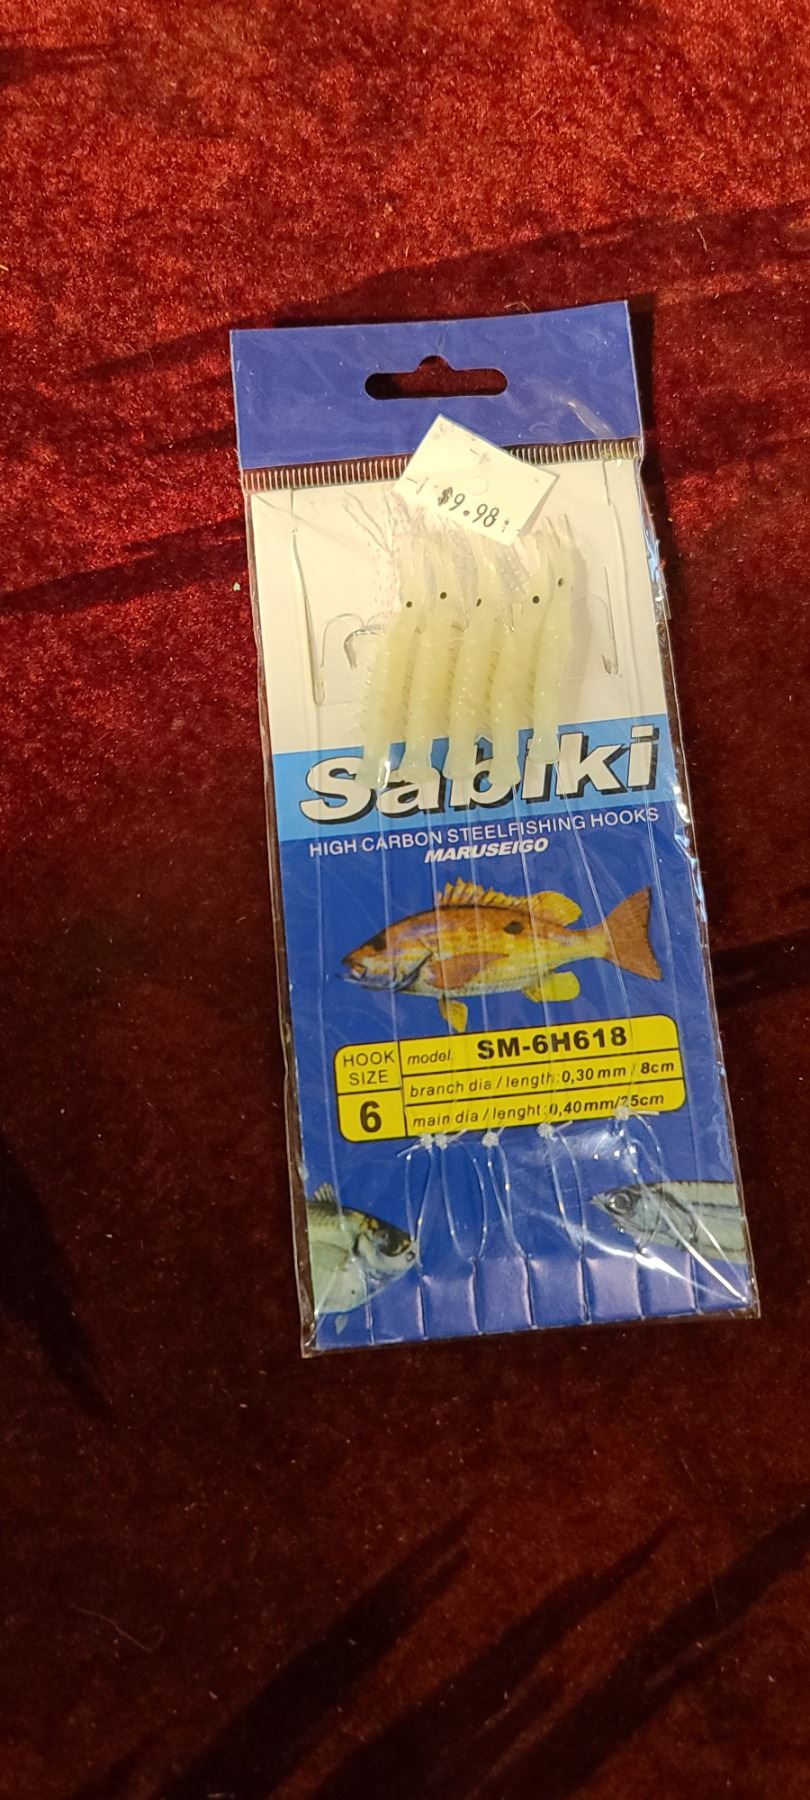 $9.98
Sabiki
HIGH CARBON STEELFISHING HOOKS
MARUSEIGO
HOOK SIZE
6
model. SM-6H618
branch dia / length:0,30 mm / 8cm
main dia / lenght:0,40mm/25cm